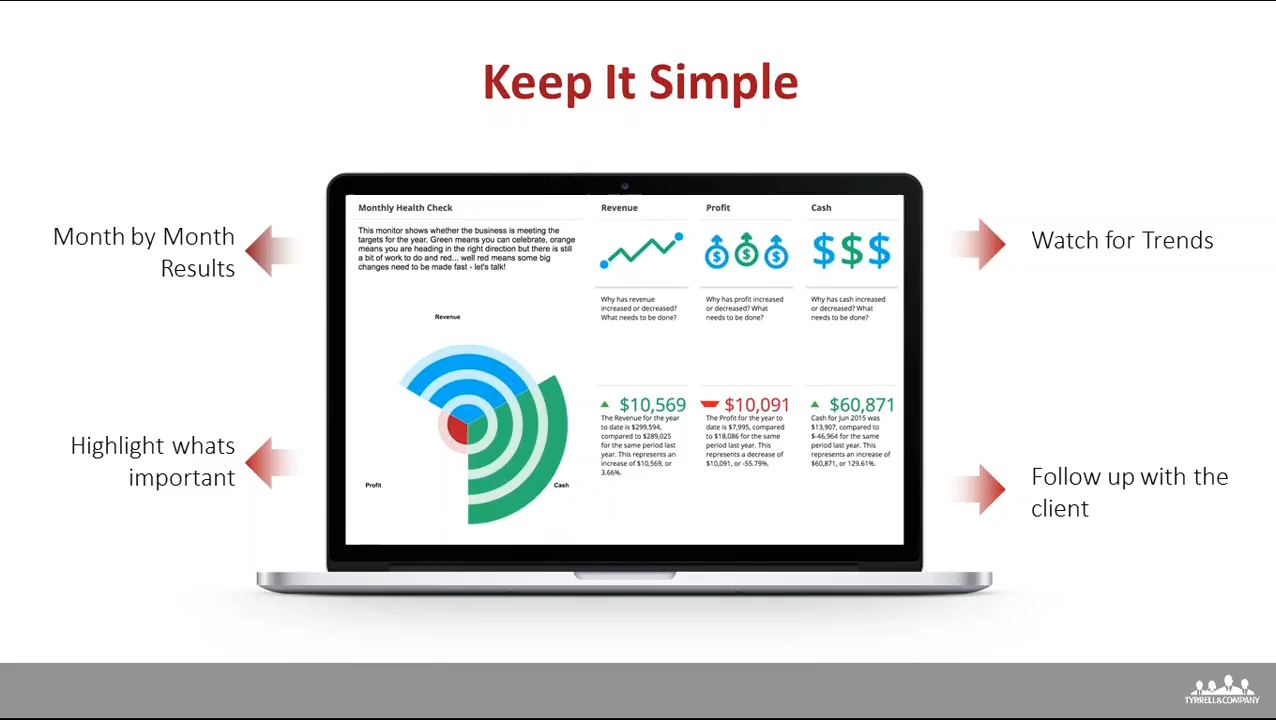 Keep It Simple
Month by Month
Results
Highlight whats
important
Monthly Health Check
This monitor shows whether the business is meeting the
targets for the year. Green means you can celebrate, orange
means you are heading in the right direction but there is still
a bit of work to do and red... well red means some big
changes need to be made fast - let's talk!
Revenue
Profit
Cash
Revenue
Why has revenue
increased or decreased?
What needs to be done?
$10,569
The Revenue for the year
to date is $299,594,
compared to $289,025
for the same period last
year. This represents an
increase of $10,569, or
3.66%.
Profit
Why has profit increased
or decreased? What
needs to be done?
$10,091
The Profit for the year to
date is $7,995, compared
to $18,086 for the same
period last year. This
represents a decrease of
$10,091, or -55.79%.
Cash
$$$
Why has cash increased
or decreased? What
needs to be done?
$60,871
Cash for Jun 2015 was
$13,907, compared to
$-46,964 for the same
period last year. This
represents an increase of
$60,871, or 129.61%.
Watch for Trends
Follow up with the
client
TYRRELL&COMPANY